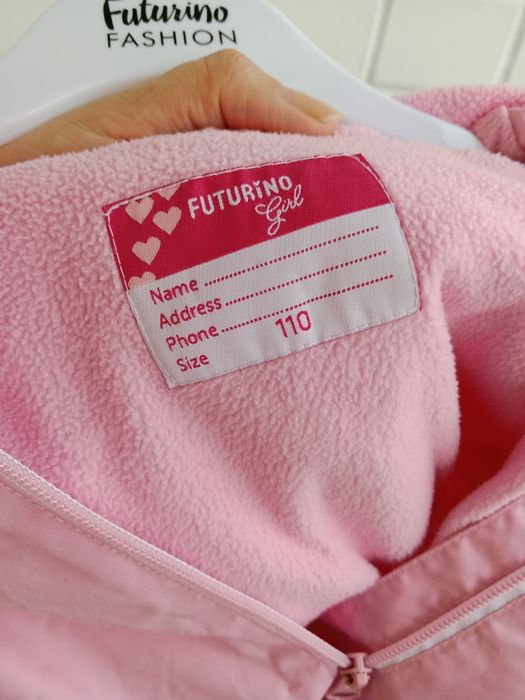 Futurino
FASHION
FUTURINO
Girl
Name
Address
Phone
Size 110